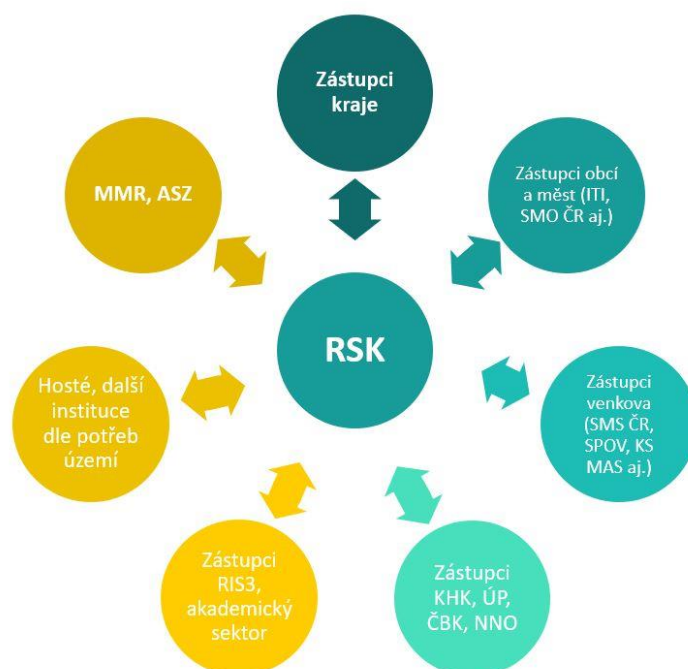 Zástupci
kraje
Zástupci obcí
a měst (ITI,
SMO ČR aj.)
Zástupci
venkova
(SMS ČR,
SPOV, KS
MAS aj.)
Zástupci
KHK, ÚP,
ČBK, NNO
Zástupci
RIS3,
akademický
sektor
Hosté, další
instituce
dle potřeb
území
MMR, ASZ
RSK